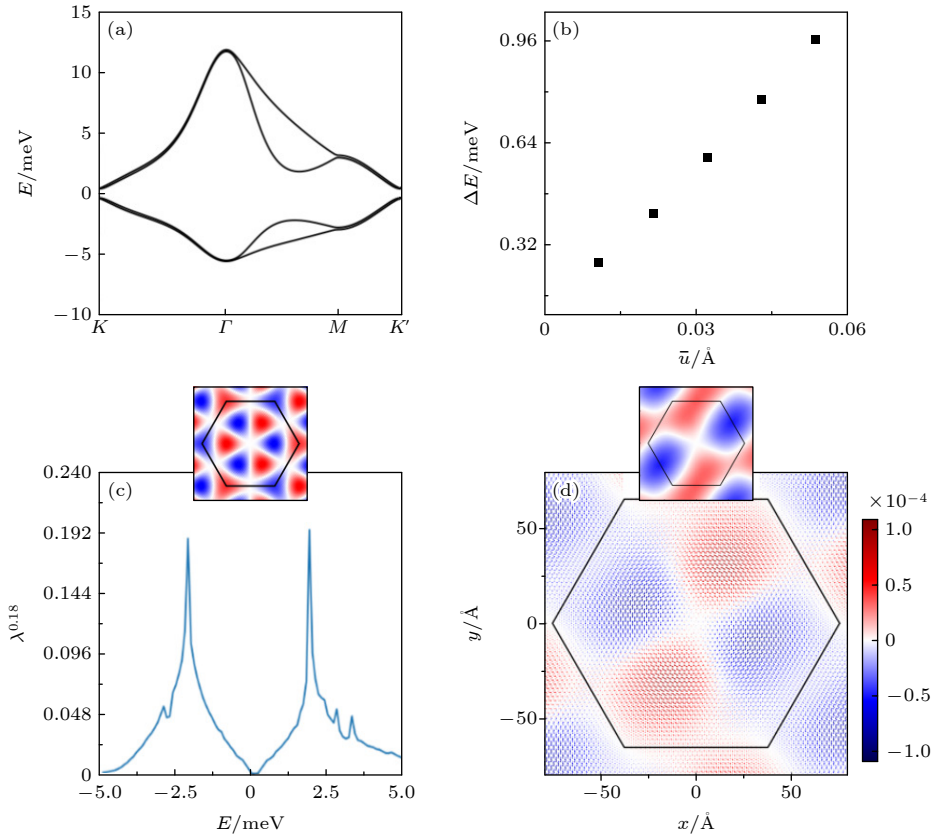 (a)
15
10
5
0
−5
−10
E/meV
K
Γ
M
K′
(b)
0.96
0.64
0.32
ΔE/meV
0
0.03
0.06
ū/Å
(c)
0.240
0.192
0.144
0.096
0.048
0
λ^0.18
−5.0
−2.5
0
2.5
5.0
E/meV
(d)
50
0
−50
y/Å
−50
0
50
x/Å
×10⁻⁴
1.0
0.5
0
−0.5
−1.0